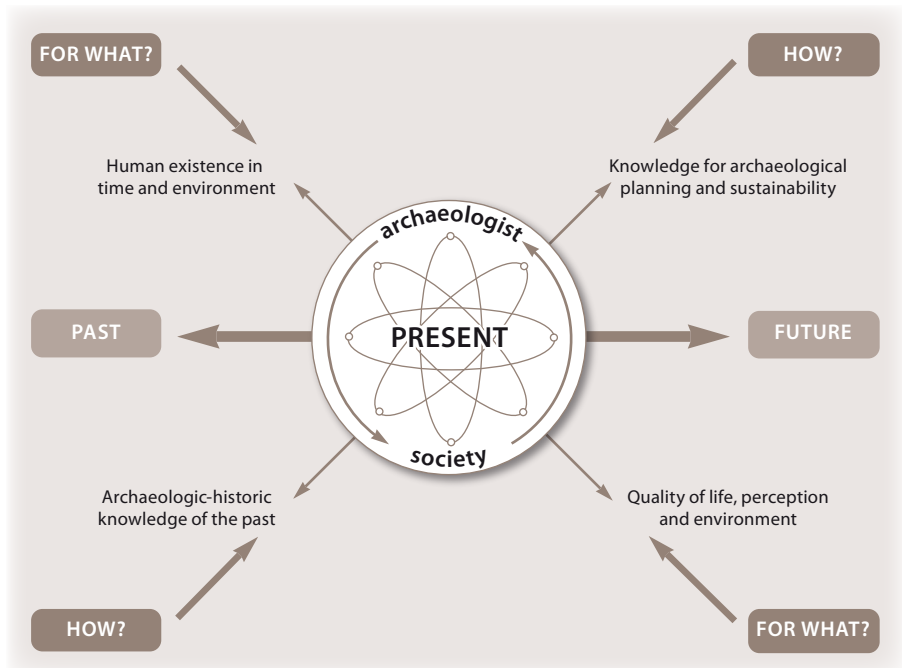 FOR WHAT?
HOW?
Human existence in
time and environment
Knowledge for archaeological
planning and sustainability
archaeologist
PAST
PRESENT
FUTURE
society
Archaeologic-historic
knowledge of the past
Quality of life, perception
and environment
HOW?
FOR WHAT?